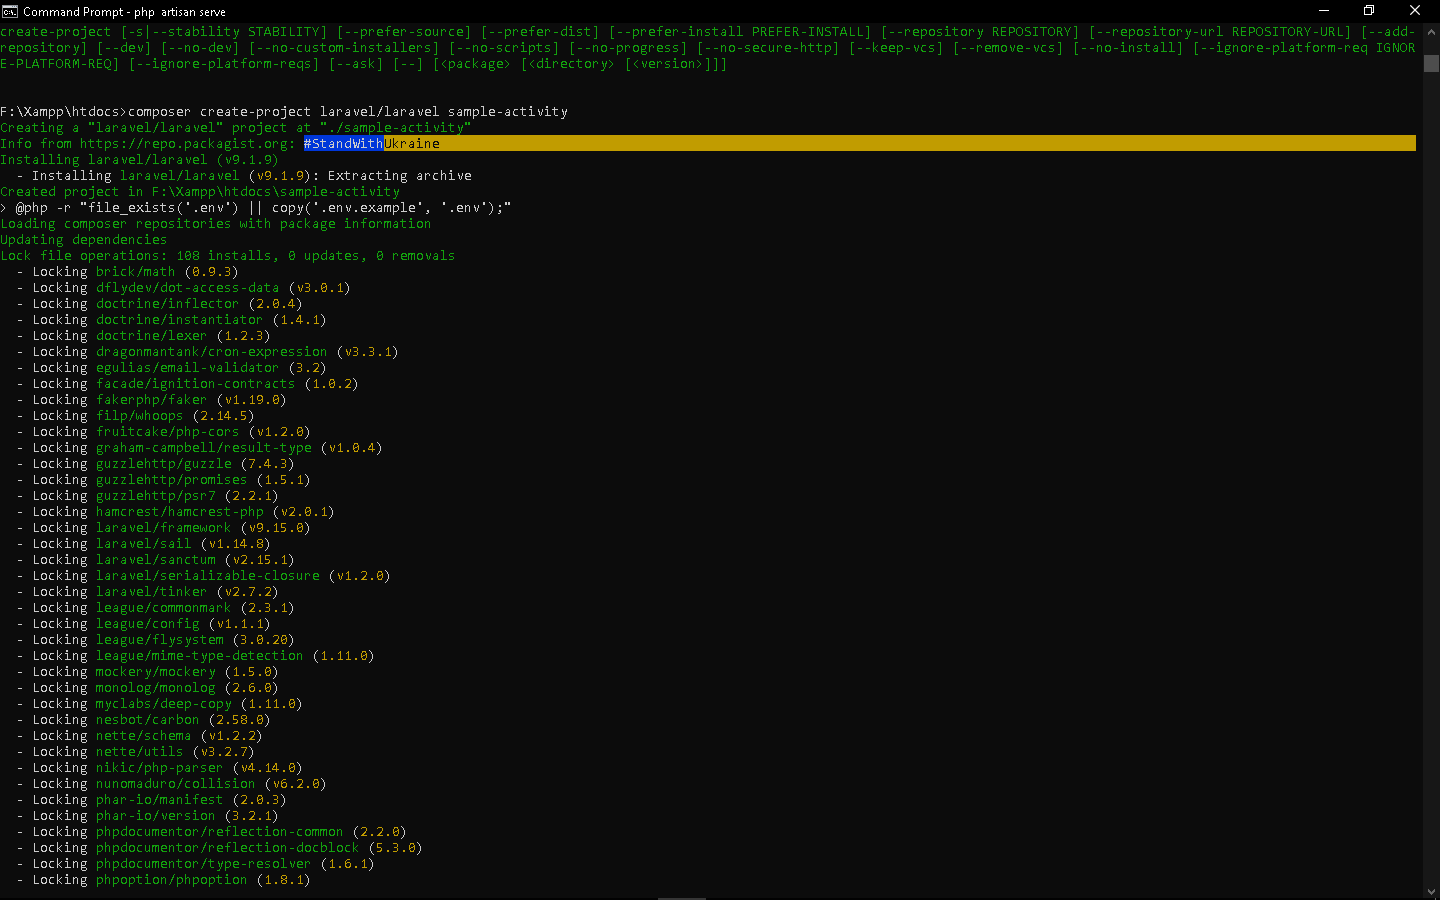 Command Prompt - php  artisan serve
create-project [-s|--stability STABILITY] [--prefer-source] [--prefer-dist] [--prefer-install PREFER-INSTALL] [--repository REPOSITORY] [--repository-url REPOSITORY-URL] [--add-
repository] [--dev] [--no-dev] [--no-custom-installers] [--no-scripts] [--no-progress] [--no-secure-http] [--keep-vcs] [--remove-vcs] [--no-install] [--ignore-platform-req IGNOR
E-PLATFORM-REQ] [--ignore-platform-reqs] [--ask] [--] [<package> [<directory> [<version>]]]
F:\Xampp\htdocs>composer create-project laravel/laravel sample-activity
Creating a "laravel/laravel" project at "./sample-activity"
Info from https://repo.packagist.org: #StandWithUkraine
Installing laravel/laravel (v9.1.9)
  - Installing laravel/laravel (v9.1.9): Extracting archive
Created project in F:\Xampp\htdocs\sample-activity
> @php -r "file_exists('.env') || copy('.env.example', '.env');"
Loading composer repositories with package information
Updating dependencies
Lock file operations: 108 installs, 0 updates, 0 removals
  - Locking brick/math (0.9.3)
  - Locking dflydev/dot-access-data (v3.0.1)
  - Locking doctrine/inflector (2.0.4)
  - Locking doctrine/instantiator (1.4.1)
  - Locking doctrine/lexer (1.2.3)
  - Locking dragonmantank/cron-expression (v3.3.1)
  - Locking egulias/email-validator (3.2)
  - Locking facade/ignition-contracts (1.0.2)
  - Locking fakerphp/faker (v1.19.0)
  - Locking filp/whoops (2.14.5)
  - Locking fruitcake/php-cors (v1.2.0)
  - Locking graham-campbell/result-type (v1.0.4)
  - Locking guzzlehttp/guzzle (7.4.3)
  - Locking guzzlehttp/promises (1.5.1)
  - Locking guzzlehttp/psr7 (2.2.1)
  - Locking hamcrest/hamcrest-php (v2.0.1)
  - Locking laravel/framework (v9.15.0)
  - Locking laravel/sail (v1.14.8)
  - Locking laravel/sanctum (v2.15.1)
  - Locking laravel/serializable-closure (v1.2.0)
  - Locking laravel/tinker (v2.7.2)
  - Locking league/commonmark (2.3.1)
  - Locking league/config (v1.1.1)
  - Locking league/flysystem (3.0.20)
  - Locking league/mime-type-detection (1.11.0)
  - Locking mockery/mockery (1.5.0)
  - Locking monolog/monolog (2.6.0)
  - Locking myclabs/deep-copy (1.11.0)
  - Locking nesbot/carbon (2.58.0)
  - Locking nette/schema (v1.2.2)
  - Locking nette/utils (v3.2.7)
  - Locking nikic/php-parser (v4.14.0)
  - Locking nunomaduro/collision (v6.2.0)
  - Locking phar-io/manifest (2.0.3)
  - Locking phar-io/version (3.2.1)
  - Locking phpdocumentor/reflection-common (2.2.0)
  - Locking phpdocumentor/reflection-docblock (5.3.0)
  - Locking phpdocumentor/type-resolver (1.6.1)
  - Locking phpoption/phpoption (1.8.1)